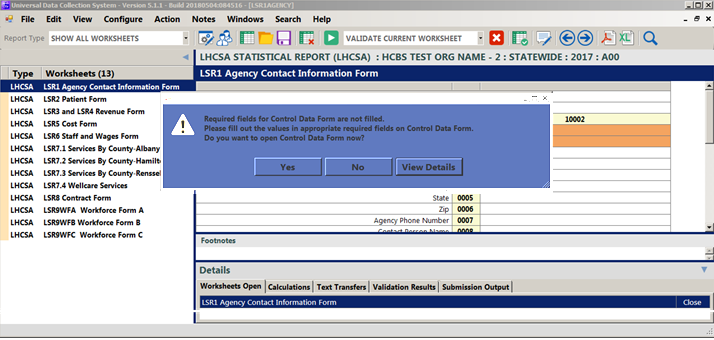 Universal Data Collection System - Version 5.1.1 - Build 20180504:084516 - [LSR1AGENCY]
File Edit View Configure Action Notes Windows Search Help
Report Type SHOW ALL WORKSHEETS VALIDATE CURRENT WORKSHEET
LHCSA STATISTICAL REPORT (LHCSA) : HCBS TEST ORG NAME - 2 : STATEWIDE : 2017 : A00
Type Worksheets (13)
LSR1 Agency Contact Information Form
LHCSA LSR1 Agency Contact Information Form
LHCSA LSR2 Patient Form
LHCSA LSR3 and LSR4 Revenue Form
LHCSA LSR5 Cost Form
LHCSA LSR6 Staff and Wages Form
LHCSA LSR7.1 Services By County-Albany
LHCSA LSR7.2 Services By County-Hamilt
LHCSA LSR7.3 Services By County-Renssel
LHCSA LSR7.4 Wellcare Services
LHCSA LSR8 Contract Form
LHCSA LSR9WFA Workforce Form A
LHCSA LSR9WFB Workforce Form B
LHCSA LSR9WFC Workforce Form C
Required fields for Control Data Form are not filled.
Please fill out the values in appropriate required fields on Control Data Form.
Do you want to open Control Data Form now?
Yes No View Details
10002
State 0005
Zip 0006
Agency Phone Number 0007
Contact Person Name 0008
Footnotes
Details
Worksheets Open Calculations Text Transfers Validation Results Submission Output
LSR1 Agency Contact Information Form Close